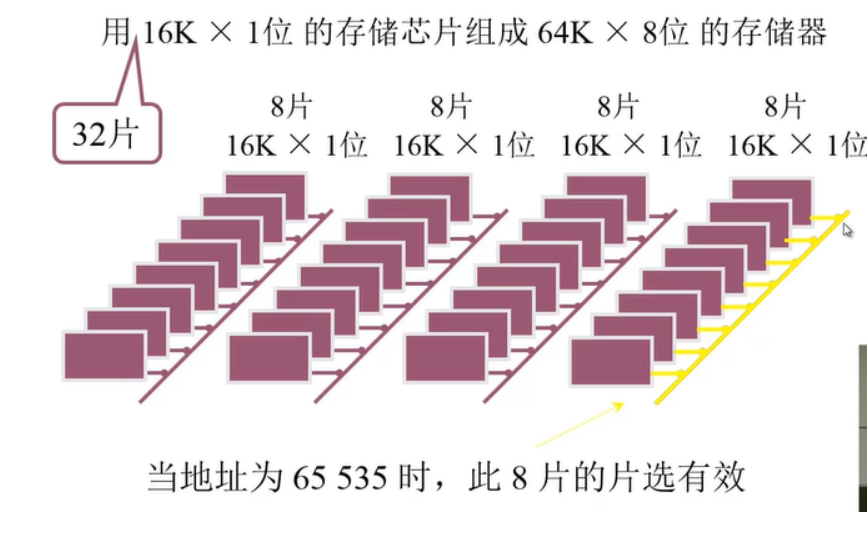 用 16K × 1位 的存储芯片组成 64K × 8位 的存储器
32片
8片 8片 8片 8片
16K × 1位 16K × 1位 16K × 1位 16K × 1位
当地址为 65 535 时，此 8 片的片选有效